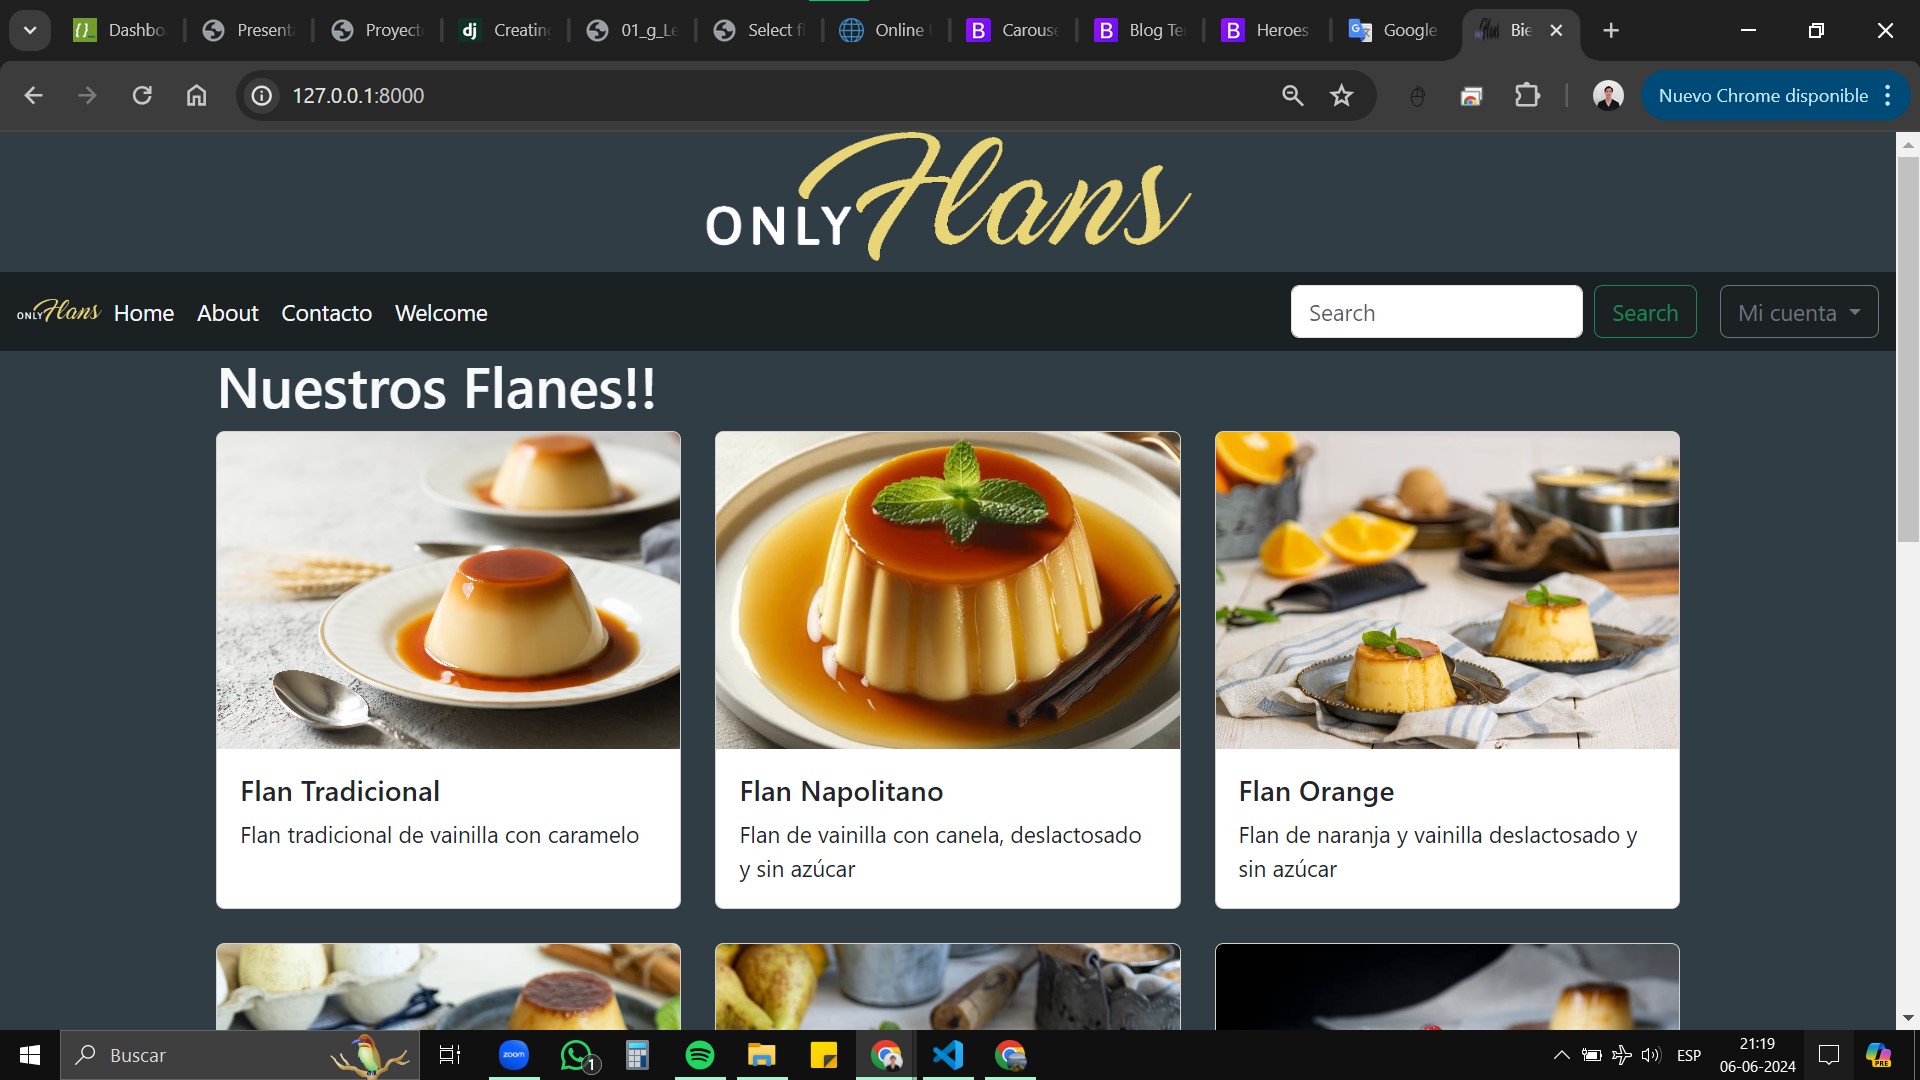 Dashbo
Present
Proyect
dj Creating
01_g_Le
Select f
Online
B Carouse
B Blog Te
B Heroes
Google
Bie
127.0.0.1:8000
Nuevo Chrome disponible
ONLY Flans
ONLY Flans
Home
About
Contacto
Welcome
Search
Search
Mi cuenta
Nuestros Flanes!!
Flan Tradicional
Flan tradicional de vainilla con caramelo
Flan Napolitano
Flan de vainilla con canela, deslactosado
y sin azúcar
Flan Orange
Flan de naranja y vainilla deslactosado y
sin azúcar
Buscar
zoom
1
ESP
21:19
06-06-2024
PRE